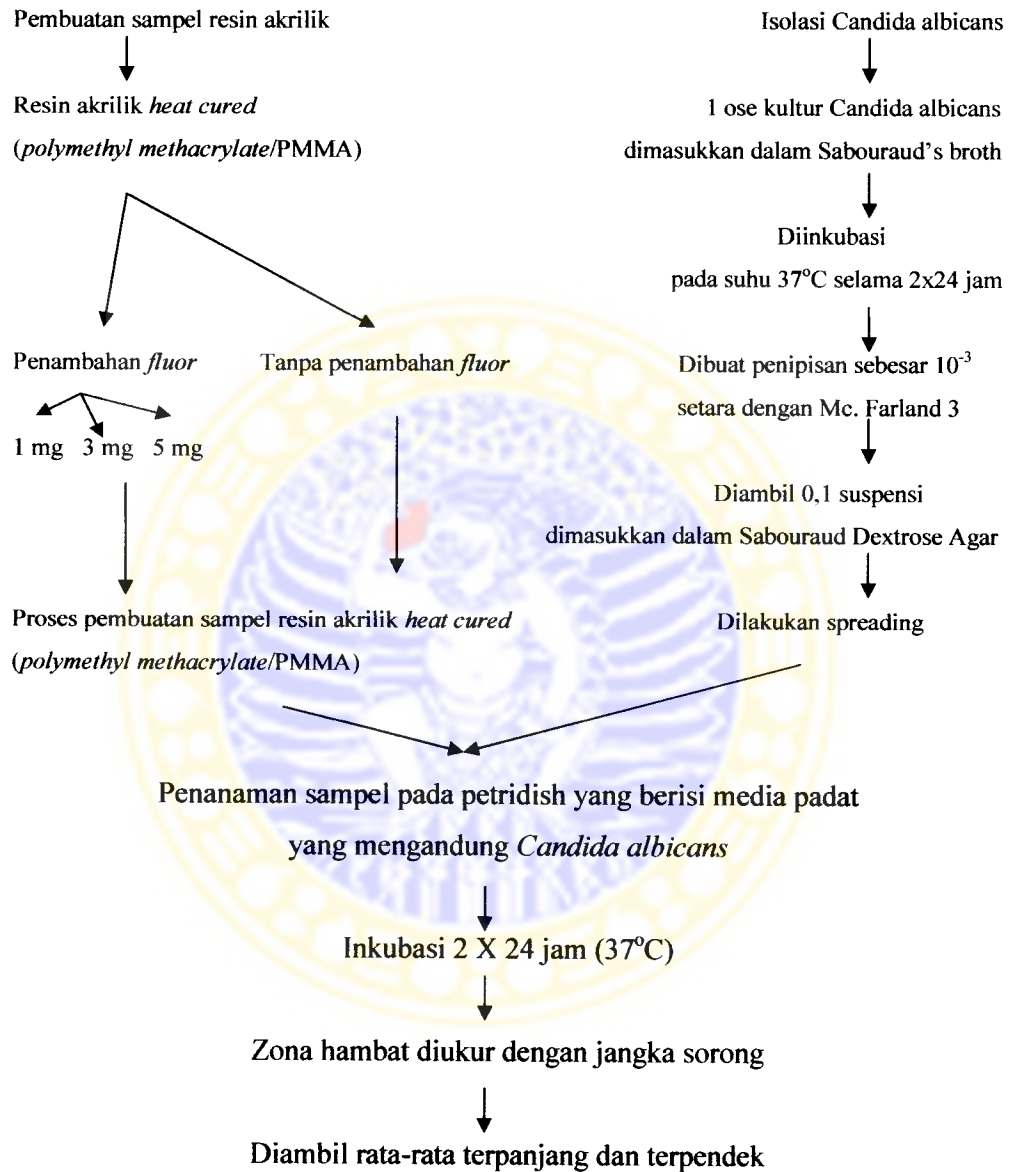 Pembuatan sampel resin akrilik
Resin akrilik heat cured
(polymethyl methacrylate/PMMA)
Penambahan fluor
Tanpa penambahan fluor
1 mg 3 mg 5 mg
Proses pembuatan sampel resin akrilik heat cured
(polymethyl methacrylate/PMMA)
Isolasi Candida albicans
1 ose kultur Candida albicans
dimasukkan dalam Sabouraud's broth
Diinkubasi
pada suhu 37°C selama 2x24 jam
Dibuat penipisan sebesar 10⁻³
setara dengan Mc. Farland 3
Diambil 0,1 suspensi
dimasukkan dalam Sabouraud Dextrose Agar
Dilakukan spreading
Penanaman sampel pada petridish yang berisi media padat
yang mengandung Candida albicans
Inkubasi 2 X 24 jam (37°C)
Zona hambat diukur dengan jangka sorong
Diambil rata-rata terpanjang dan terpendek